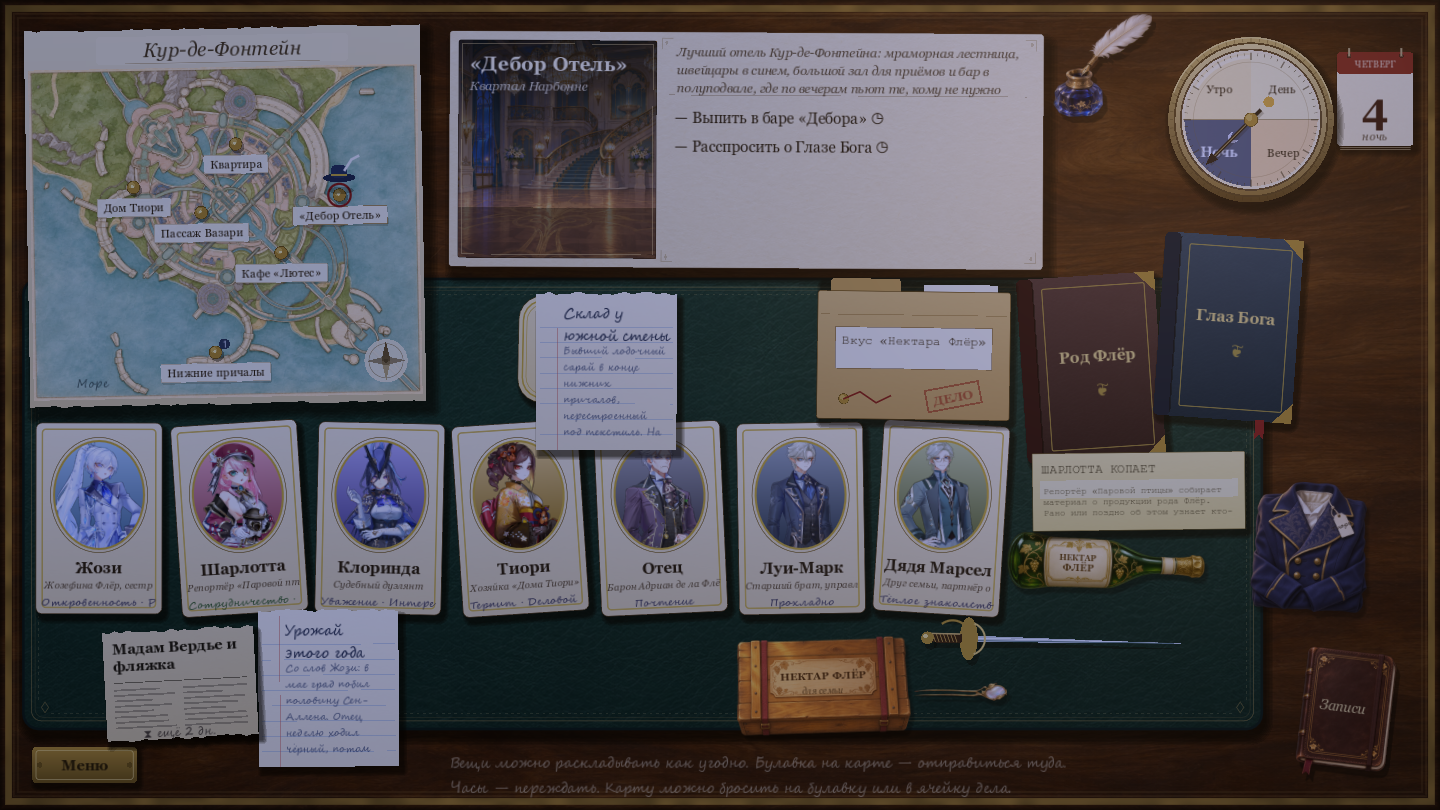 Кур-де-Фонтейн
Квартира
Дом Тиори
«Дебор Отель»
Пассаж Вазари
Кафе «Лютес»
1
Нижние причалы
Море
«Дебор Отель»
Квартал Нарбонне
Лучший отель Кур-де-Фонтейна: мраморная лестница,
швейцары в синем, большой зал для приёмов и бар в
полуподвале, где по вечерам пьют те, кому не нужно
— Выпить в баре «Дебора»
— Расспросить о Глазе Бога
Утро
День
Ночь
Вечер
ЧЕТВЕРГ
4
НОЧЬ
Склад у
южной стены
Бывший лодочный
сарай в конце
нижних
причалов,
перестроенный
под текстиль. На
Вкус «Нектара Флёр»
ДЕЛО
Род Флёр
Глаз Бога
ШАРЛОТТА КОПАЕТ
Репортёр «Паровой птицы» собирает
материал о продукции рода Флёр.
Рано или поздно об этом узнает кто-
НЕКТАР
ФЛЁР
Жози
Жозефина Флёр, сестр
Откровенность · Р
Шарлотта
Репортёр «Паровой пт
Сотрудничество ·
Клоринда
Судебный дуэлянт
Уважение · Интере
Тиори
Хозяйка «Дома Тиори»
Терпит · Деловой
Отец
Барон Адриан де ла Флё
Почтение
Луи-Марк
Старший брат, управл
Прохладно
Дядя Марсел
Друг семьи, партнёр о
Тёплое знакомств
Мадам Вердье и
фляжка
ещё 2 дн.
Урожай
этого года
Со слов Жози: в
мае град побил
половину Сен-
Аллена. Отец
неделю ходил
чёрный, потом
НЕКТАР ФЛЁР
для семьи
Записи
Меню
Вещи можно раскладывать как угодно. Булавка на карте — отправиться туда.
Часы — переждать. Карту можно бросить на булавку или в ячейку дела.